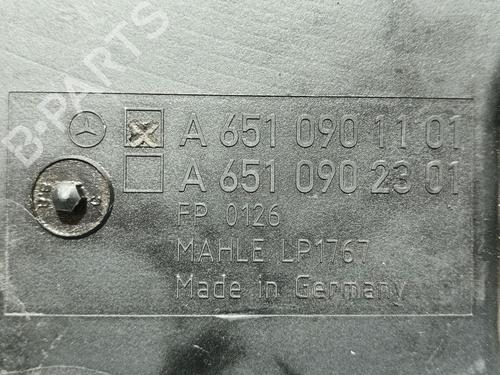 B-PARTS
A 651 090 11 01
A 651 090 23 01
FP 0126
MAHLE LP1767
Made in Germany